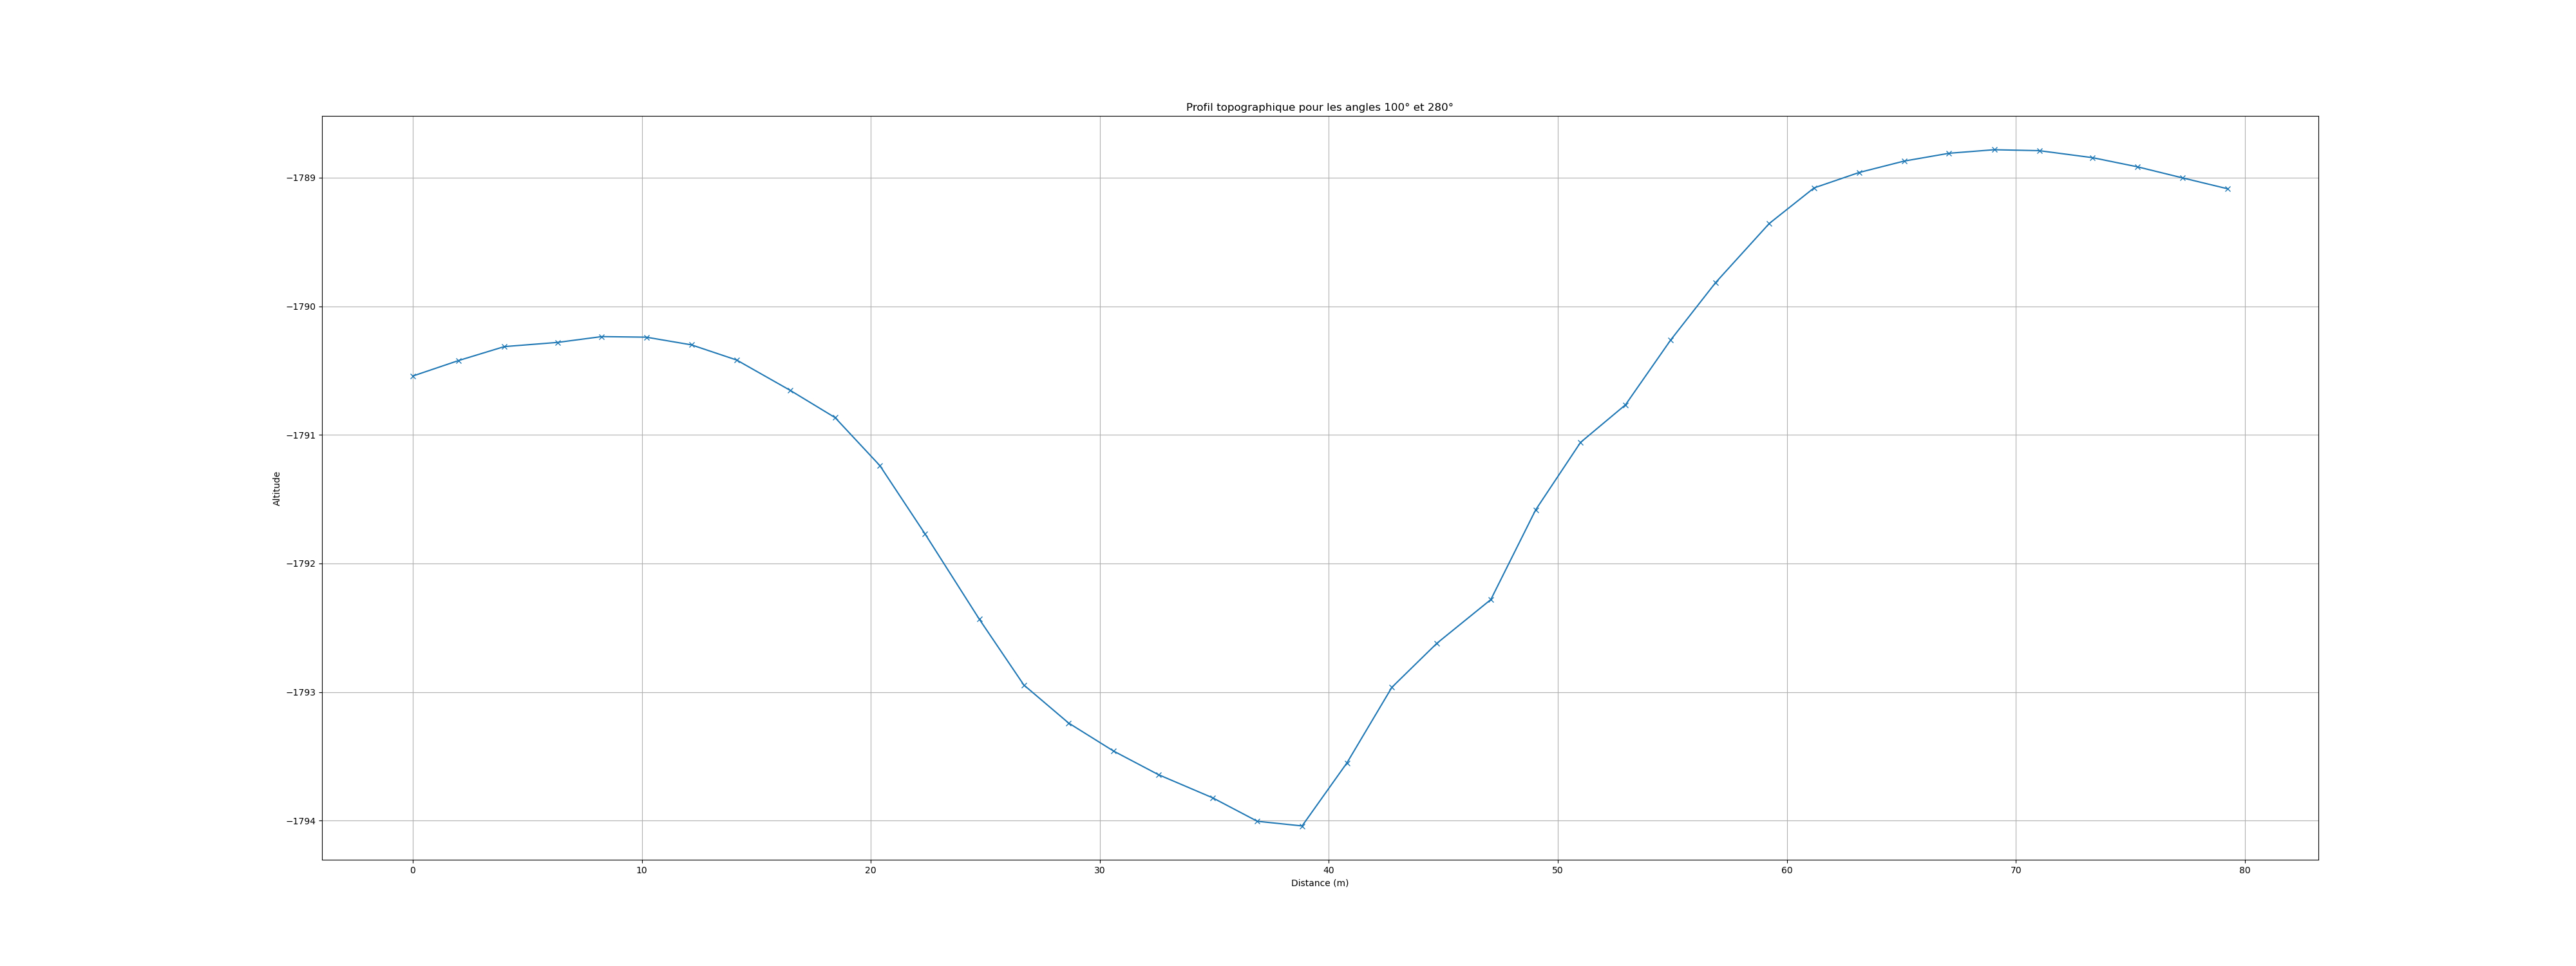 Profil topographique pour les angles 100° et 280°
−1789
−1790
−1791
−1792
−1793
−1794
Altitude
0 10 20 30 40 50 60 70 80
Distance (m)